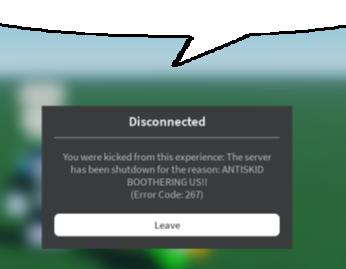 Disconnected
You were kicked from this experience: The server
has been shutdown for the reason: ANTISKID
BOOTHERING US!!
(Error Code: 267)
Leave